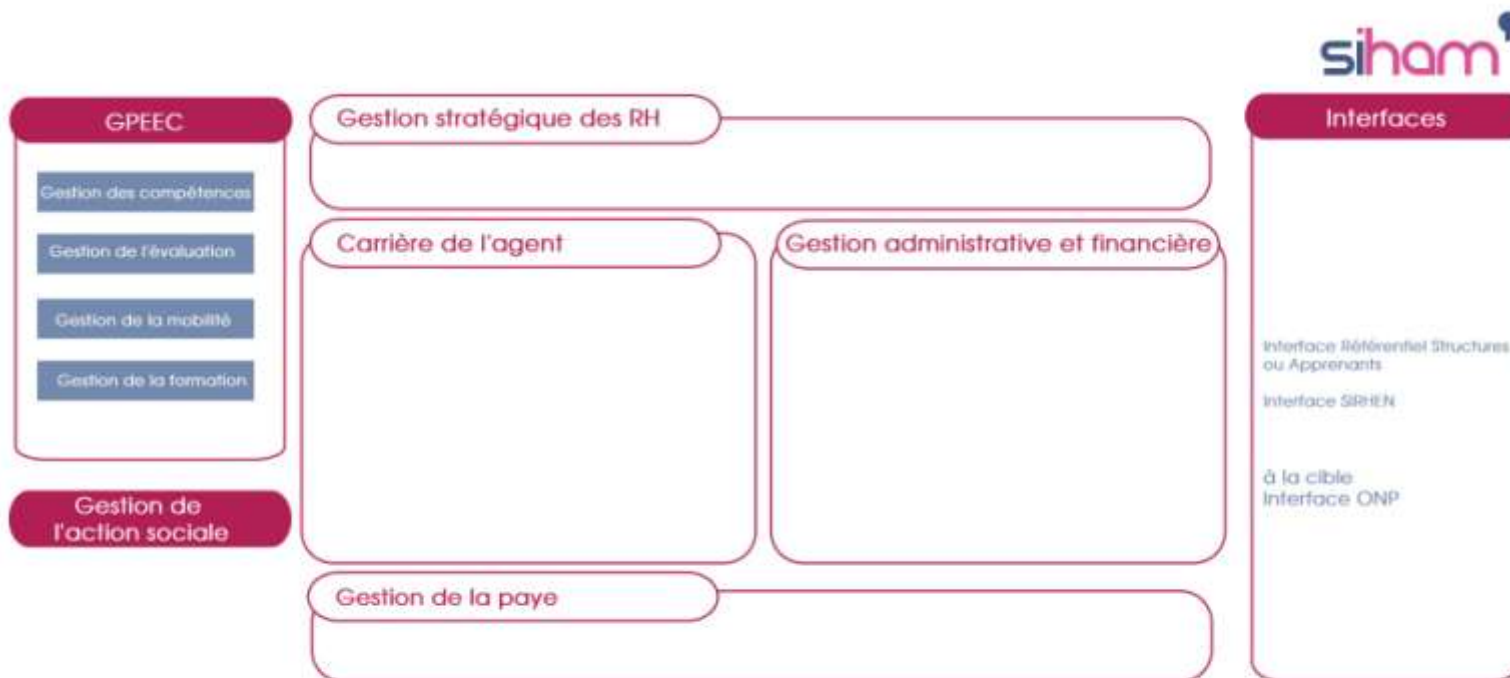 siham
GPEEC
Gestion des compétences
Gestion de l'évaluation
Gestion de la mobilité
Gestion de la formation
Gestion de
l'action sociale
Gestion stratégique des RH
Carrière de l'agent
Gestion administrative et financière
Gestion de la paye
Interfaces
Interface Référentiel Structures
ou Apprenants
Interface SIRHEN
à la cible
Interface ONP